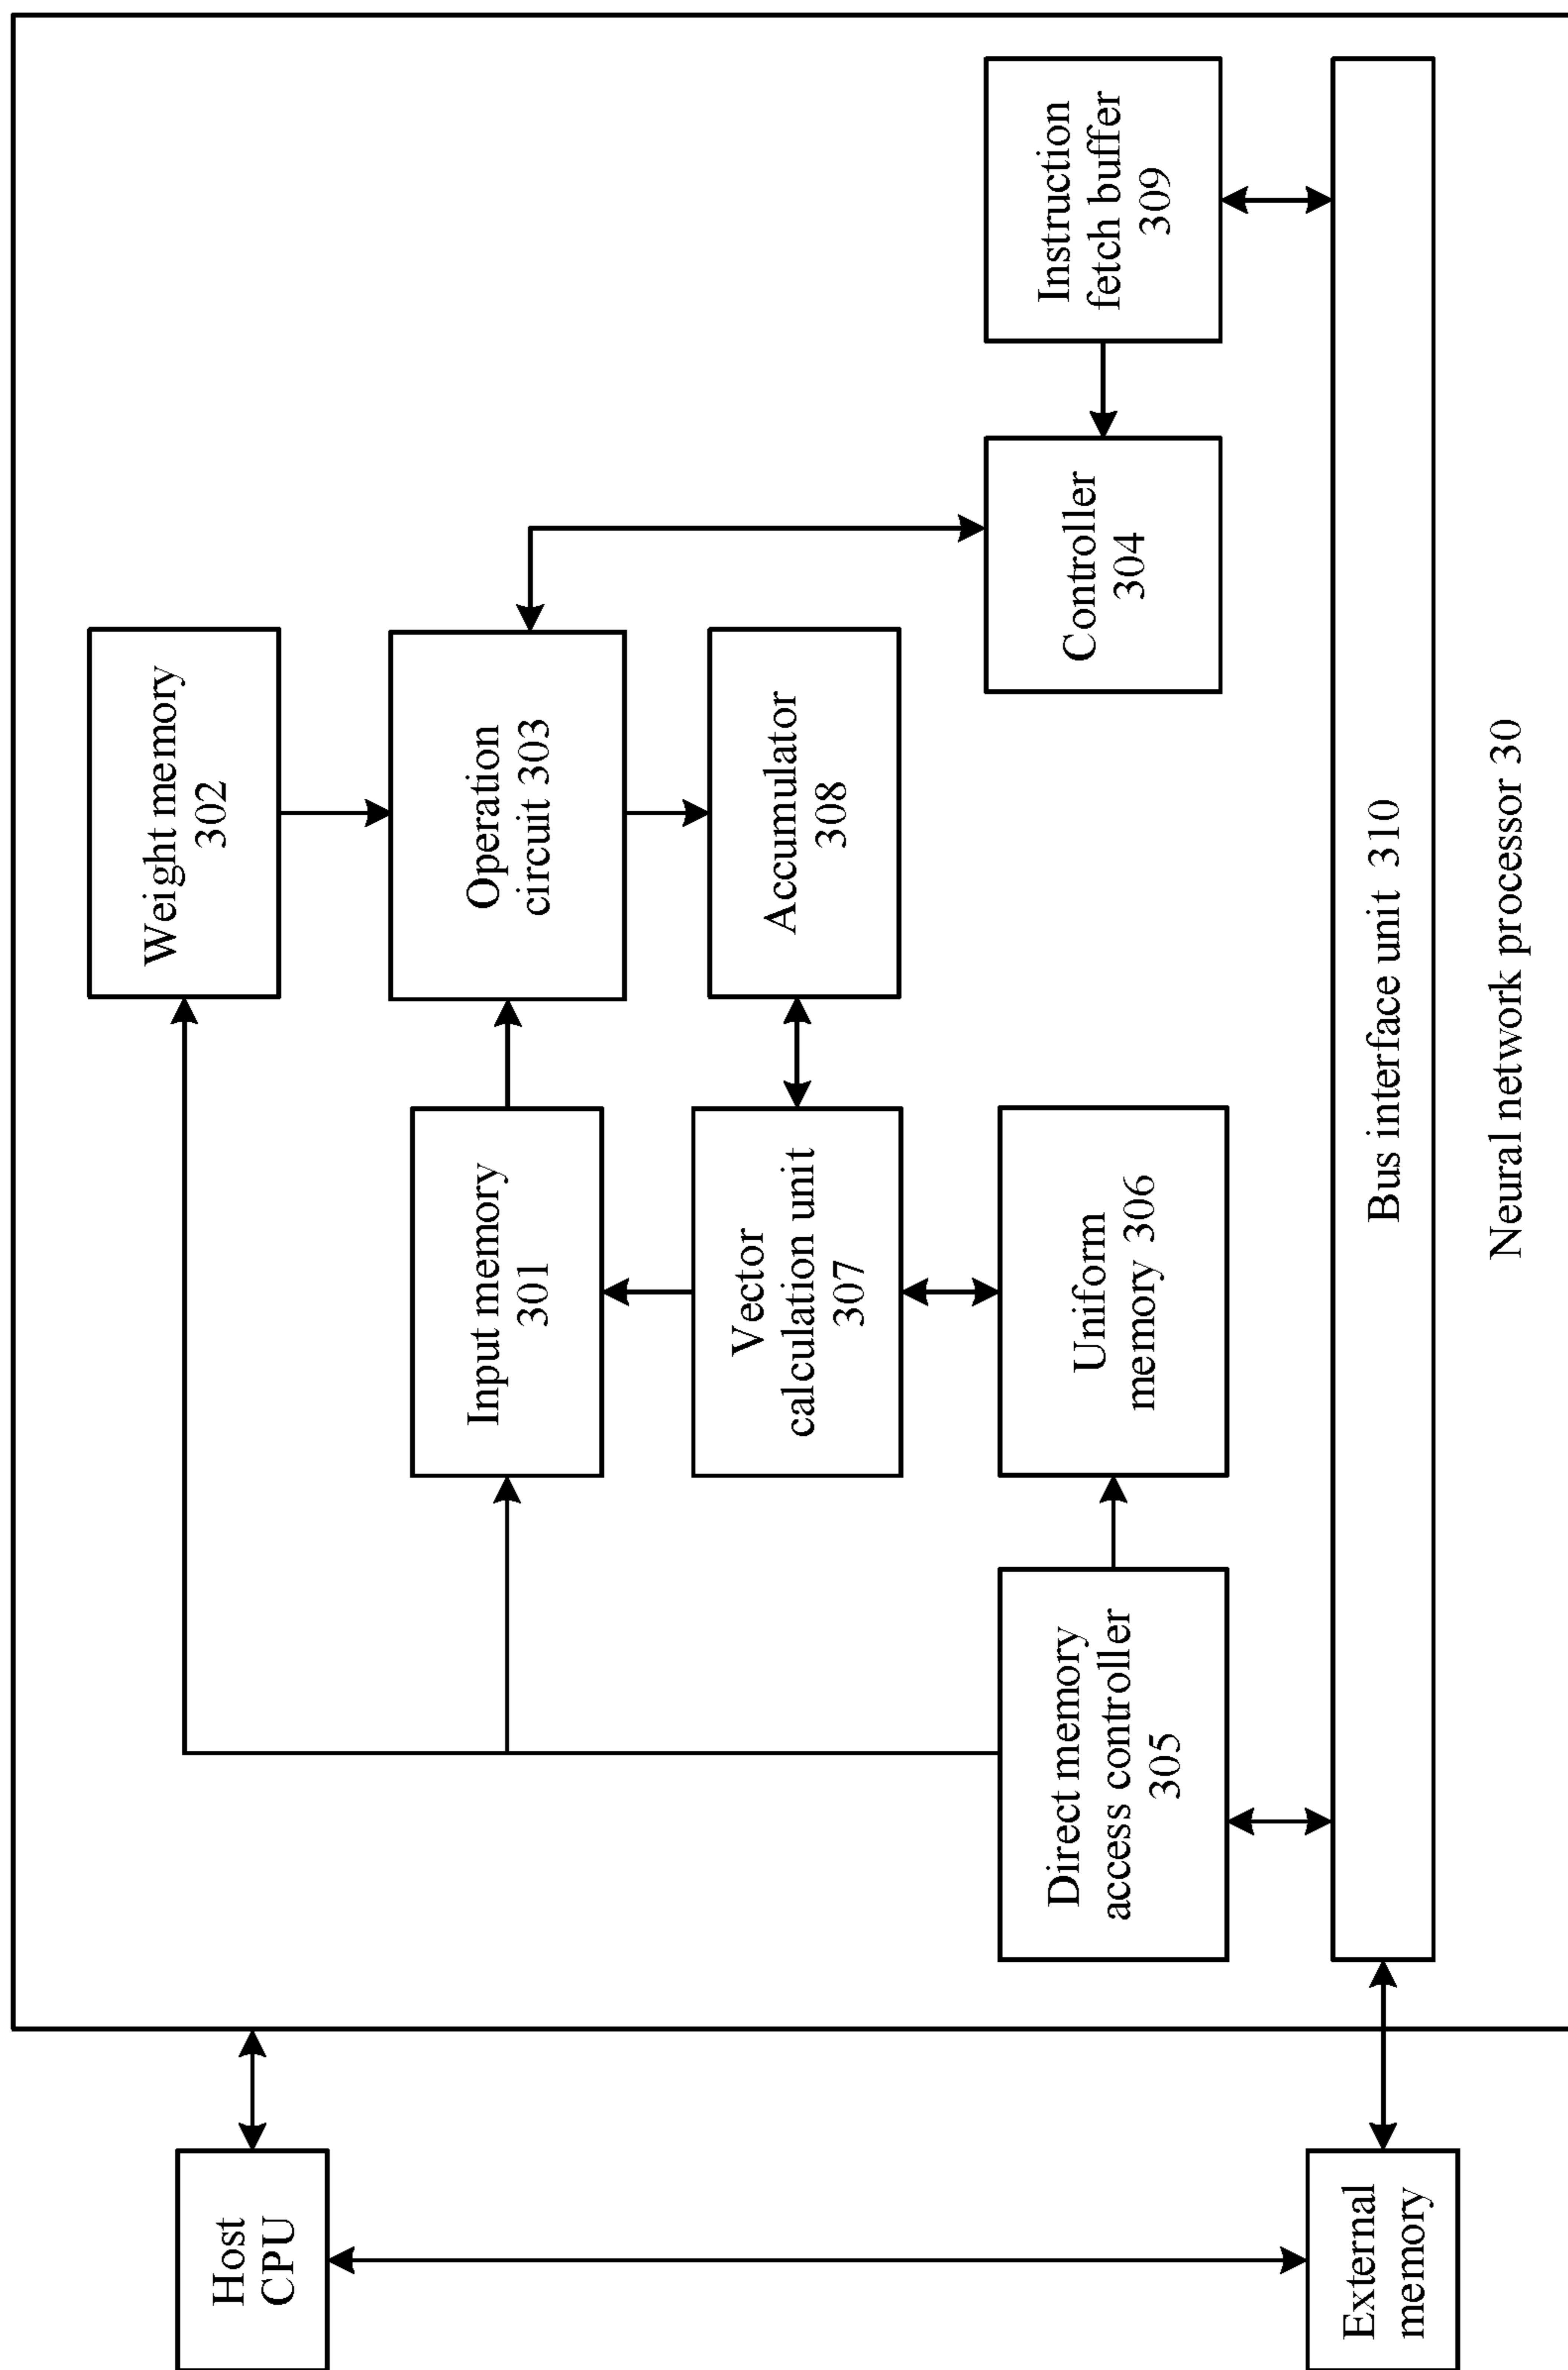 Host
CPU
External
memory
Weight memory
302
Input memory
301
Operation
circuit 303
Vector
calculation unit
307
Accumulator
308
Direct memory
access controller
305
Uniform
memory 306
Controller
304
Instruction
fetch buffer
309
Bus interface unit 310
Neural network processor 30